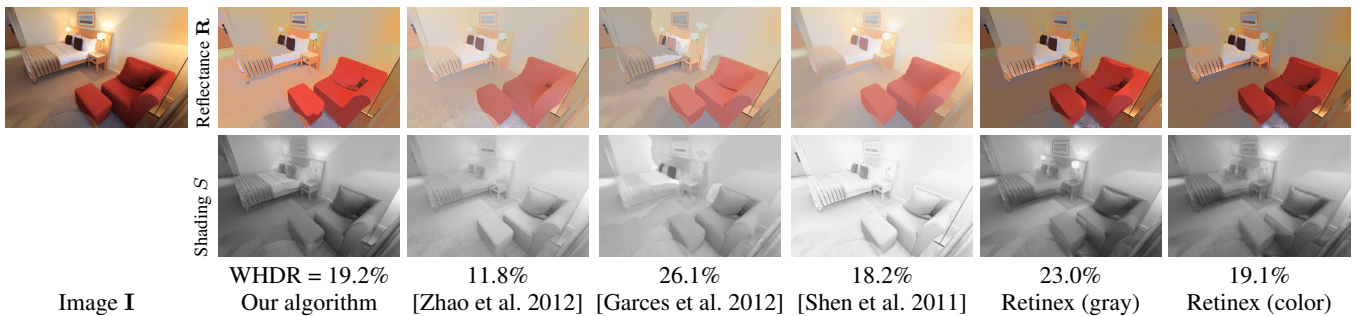 Reflectance R
Shading S
WHDR = 19.2% 11.8% 26.1% 18.2% 23.0% 19.1%
Image I Our algorithm [Zhao et al. 2012] [Garces et al. 2012] [Shen et al. 2011] Retinex (gray) Retinex (color)